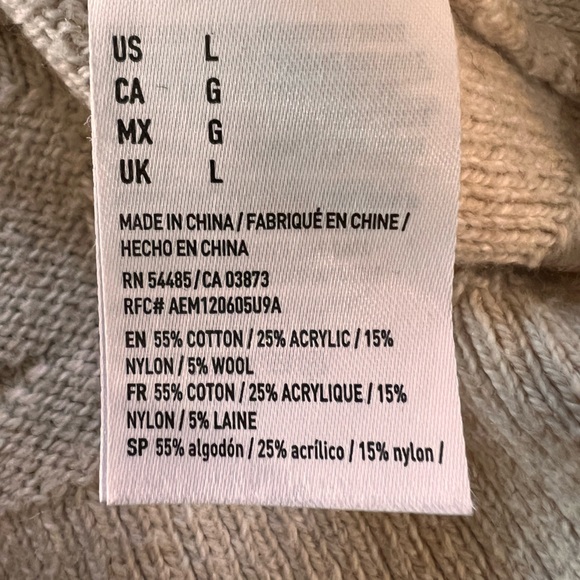 US L
CA G
MX G
UK L
MADE IN CHINA / FABRIQUÉ EN CHINE /
HECHO EN CHINA
RN 54485/CA 03873
RFC# AEM120605U9A
EN 55% COTTON / 25% ACRYLIC / 15%
NYLON / 5% WOOL
FR 55% COTON / 25% ACRYLIQUE / 15%
NYLON / 5% LAINE
SP 55% algodón / 25% acrílico / 15% nylon /